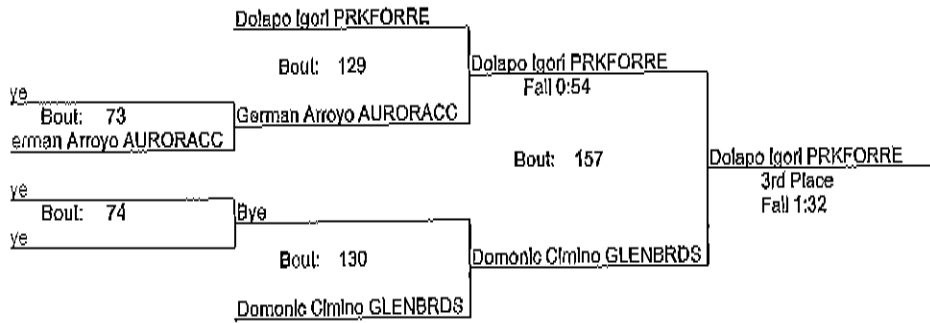 Dolapo Igori PRKFORRE
Bout: 129
Dolapo Igori PRKFORRE
Fall 0:54
ye
Bout: 73
German Arroyo AURORACC
erman Arroyo AURORACC
Bout: 157
Dolapo Igori PRKFORRE
3rd Place
Fall 1:32
ye
Bout: 74
Bye
ye
Bout: 130
Domonic Cimino GLENBRDS
Domonic Cimino GLENBRDS